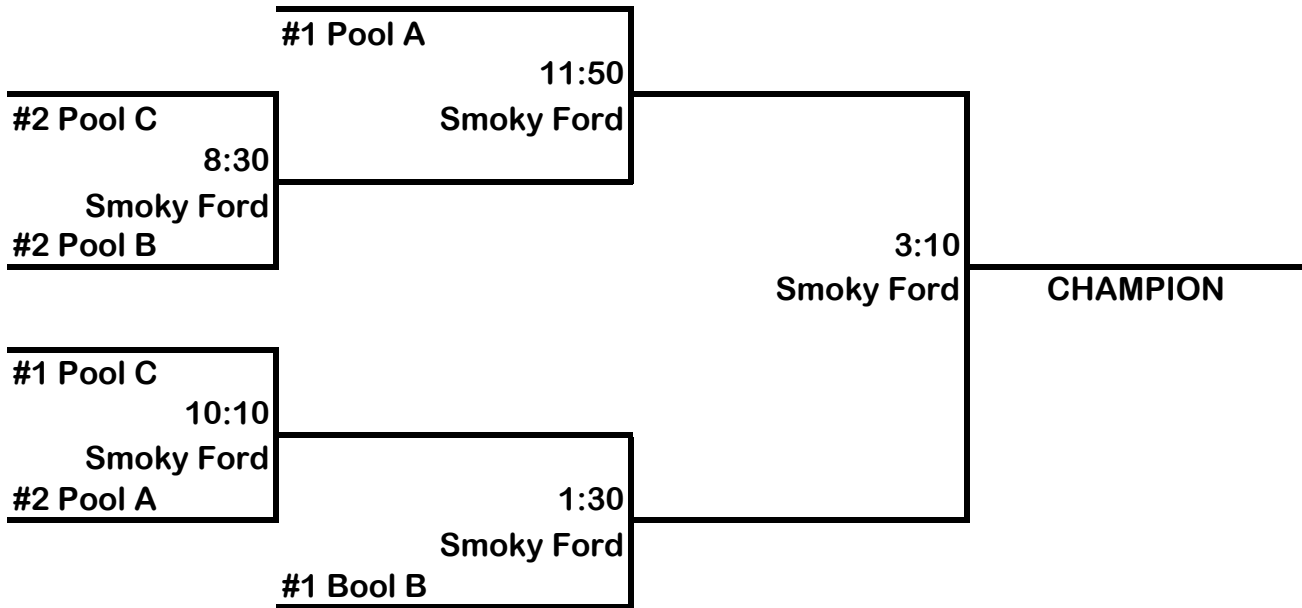 #1 Pool A
11:50
Smoky Ford
#2 Pool C
8:30
Smoky Ford
#2 Pool B
3:10
Smoky Ford
CHAMPION
#1 Pool C
10:10
Smoky Ford
#2 Pool A
1:30
Smoky Ford
#1 Bool B